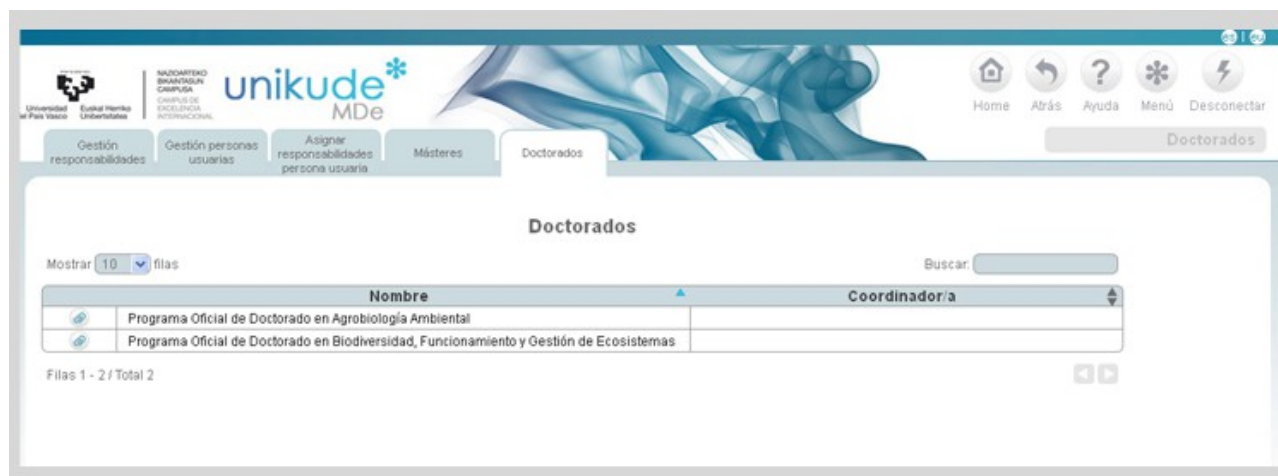 es | eu
NAZIOARTEKO
BIKAINTASUN
CAMPUSA
CAMPUS DE
EXCELENCIA
INTERNACIONAL
Universidad Euskal Herriko
del País Vasco Unibertsitatea
unikude*
MDe
Home Atrás Ayuda Menú Desconectar
Doctorados
Gestión
responsabilidades
Gestión personas
usuarias
Asignar
responsabilidades
persona usuaria
Másteres
Doctorados
Doctorados
Mostrar 10 filas
Buscar:
Nombre Coordinador/a
Programa Oficial de Doctorado en Agrobiología Ambiental
Programa Oficial de Doctorado en Biodiversidad, Funcionamiento y Gestión de Ecosistemas
Filas 1 - 2 / Total 2